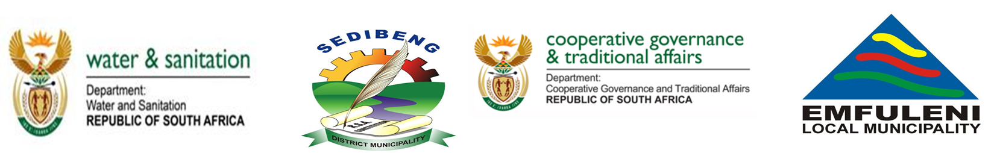 water & sanitation
Department:
Water and Sanitation
REPUBLIC OF SOUTH AFRICA
SEDIBENG
R.S.A.
CONSTITUTION
DISTRICT MUNICIPALITY
cooperative governance
& traditional affairs
Department:
Cooperative Governance and Traditional Affairs
REPUBLIC OF SOUTH AFRICA
EMFULENI
LOCAL MUNICIPALITY